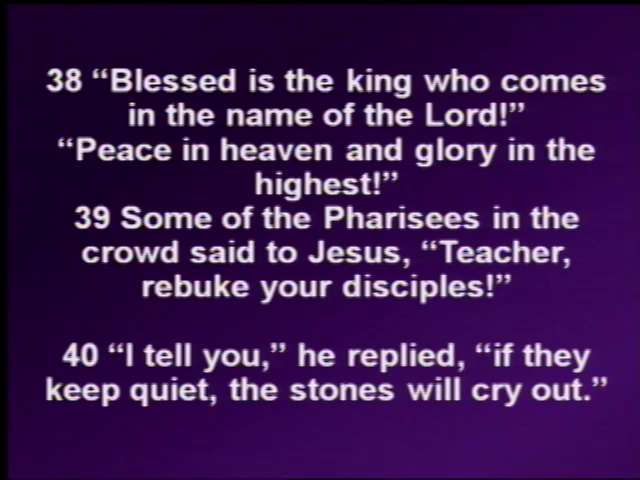 38 “Blessed is the king who comes
in the name of the Lord!”
“Peace in heaven and glory in the
highest!”
39 Some of the Pharisees in the
crowd said to Jesus, “Teacher,
rebuke your disciples!”
40 “I tell you,” he replied, “if they
keep quiet, the stones will cry out.”